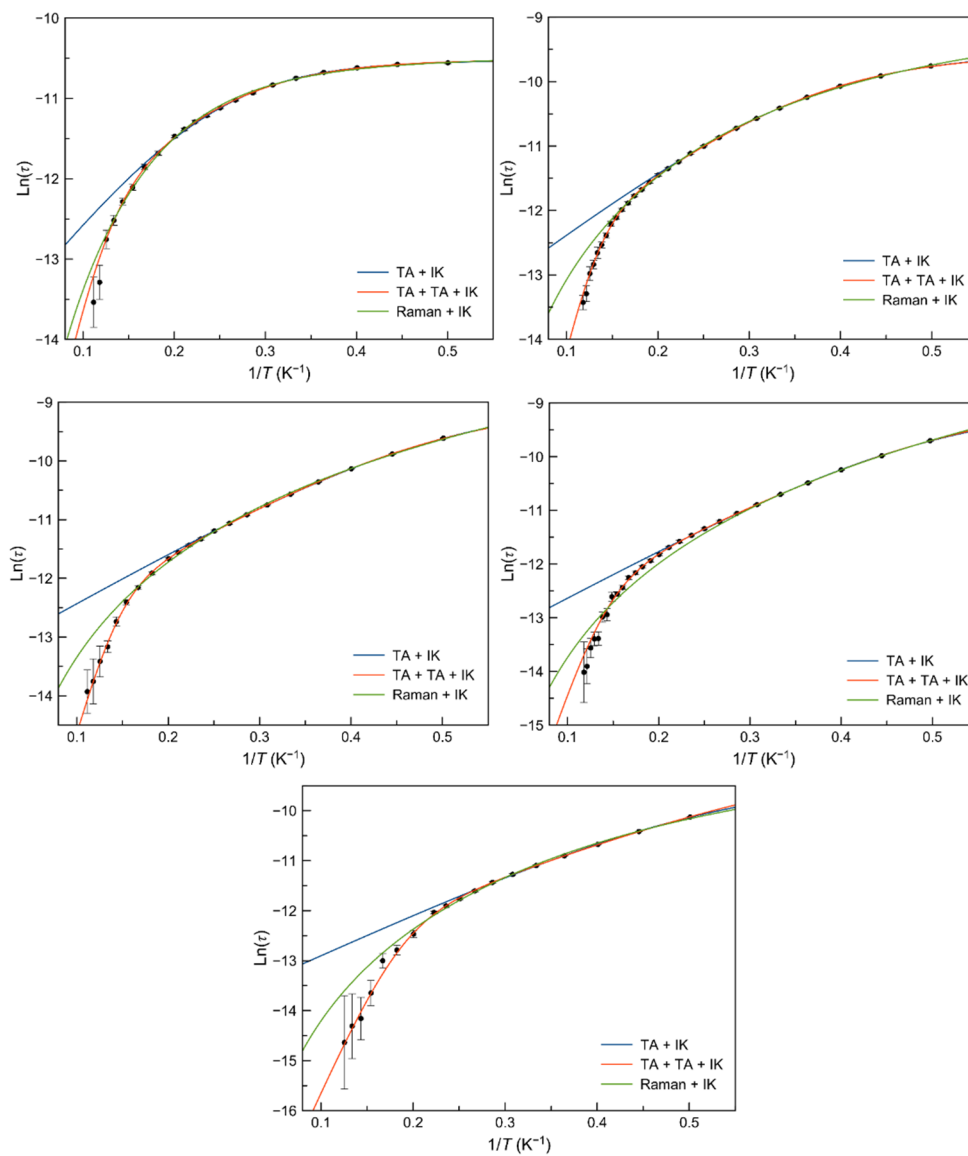 −10
−11
−12
−13
−14
Ln(τ)
TA + IK
TA + TA + IK
Raman + IK
0.1 0.2 0.3 0.4 0.5
1/T (K⁻¹)
−9
−10
−11
−12
−13
−14
Ln(τ)
TA + IK
TA + TA + IK
Raman + IK
0.1 0.2 0.3 0.4 0.5
1/T (K⁻¹)
−9
−10
−11
−12
−13
−14
Ln(τ)
TA + IK
TA + TA + IK
Raman + IK
0.1 0.2 0.3 0.4 0.5
1/T (K⁻¹)
−9
−10
−11
−12
−13
−14
−15
Ln(τ)
TA + IK
TA + TA + IK
Raman + IK
0.1 0.2 0.3 0.4 0.5
1/T (K⁻¹)
−10
−11
−12
−13
−14
−15
−16
Ln(τ)
TA + IK
TA + TA + IK
Raman + IK
0.1 0.2 0.3 0.4 0.5
1/T (K⁻¹)